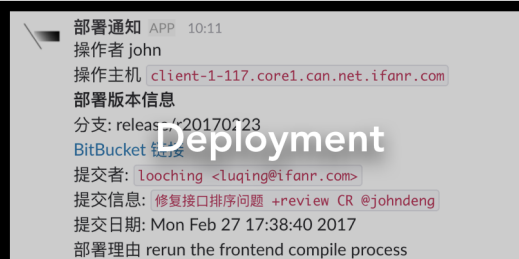 部署通知 APP 10:11
操作者 john
操作主机 client-1-117.core1.can.net.ifanr.com
部署版本信息
分支: release/r20170223
Deployment
BitBucket 链接
提交者: looching <luqing@ifanr.com>
提交信息: 修复接口排序问题 +review CR @johndeng
提交日期: Mon Feb 27 17:38:40 2017
部署理由 rerun the frontend compile process